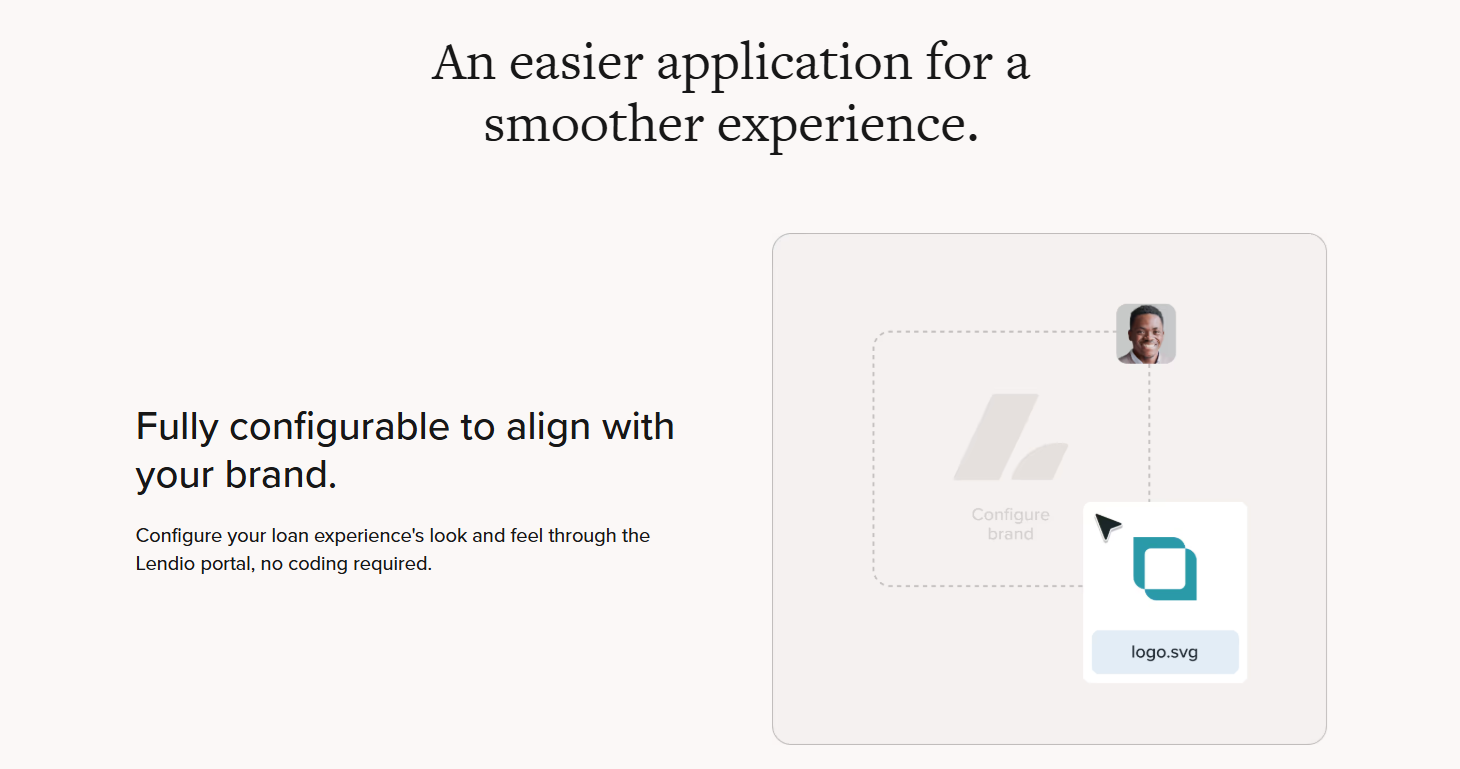 An easier application for a
smoother experience.
Fully configurable to align with
your brand.
Configure your loan experience's look and feel through the
Lendio portal, no coding required.
Configure
brand
logo.svg